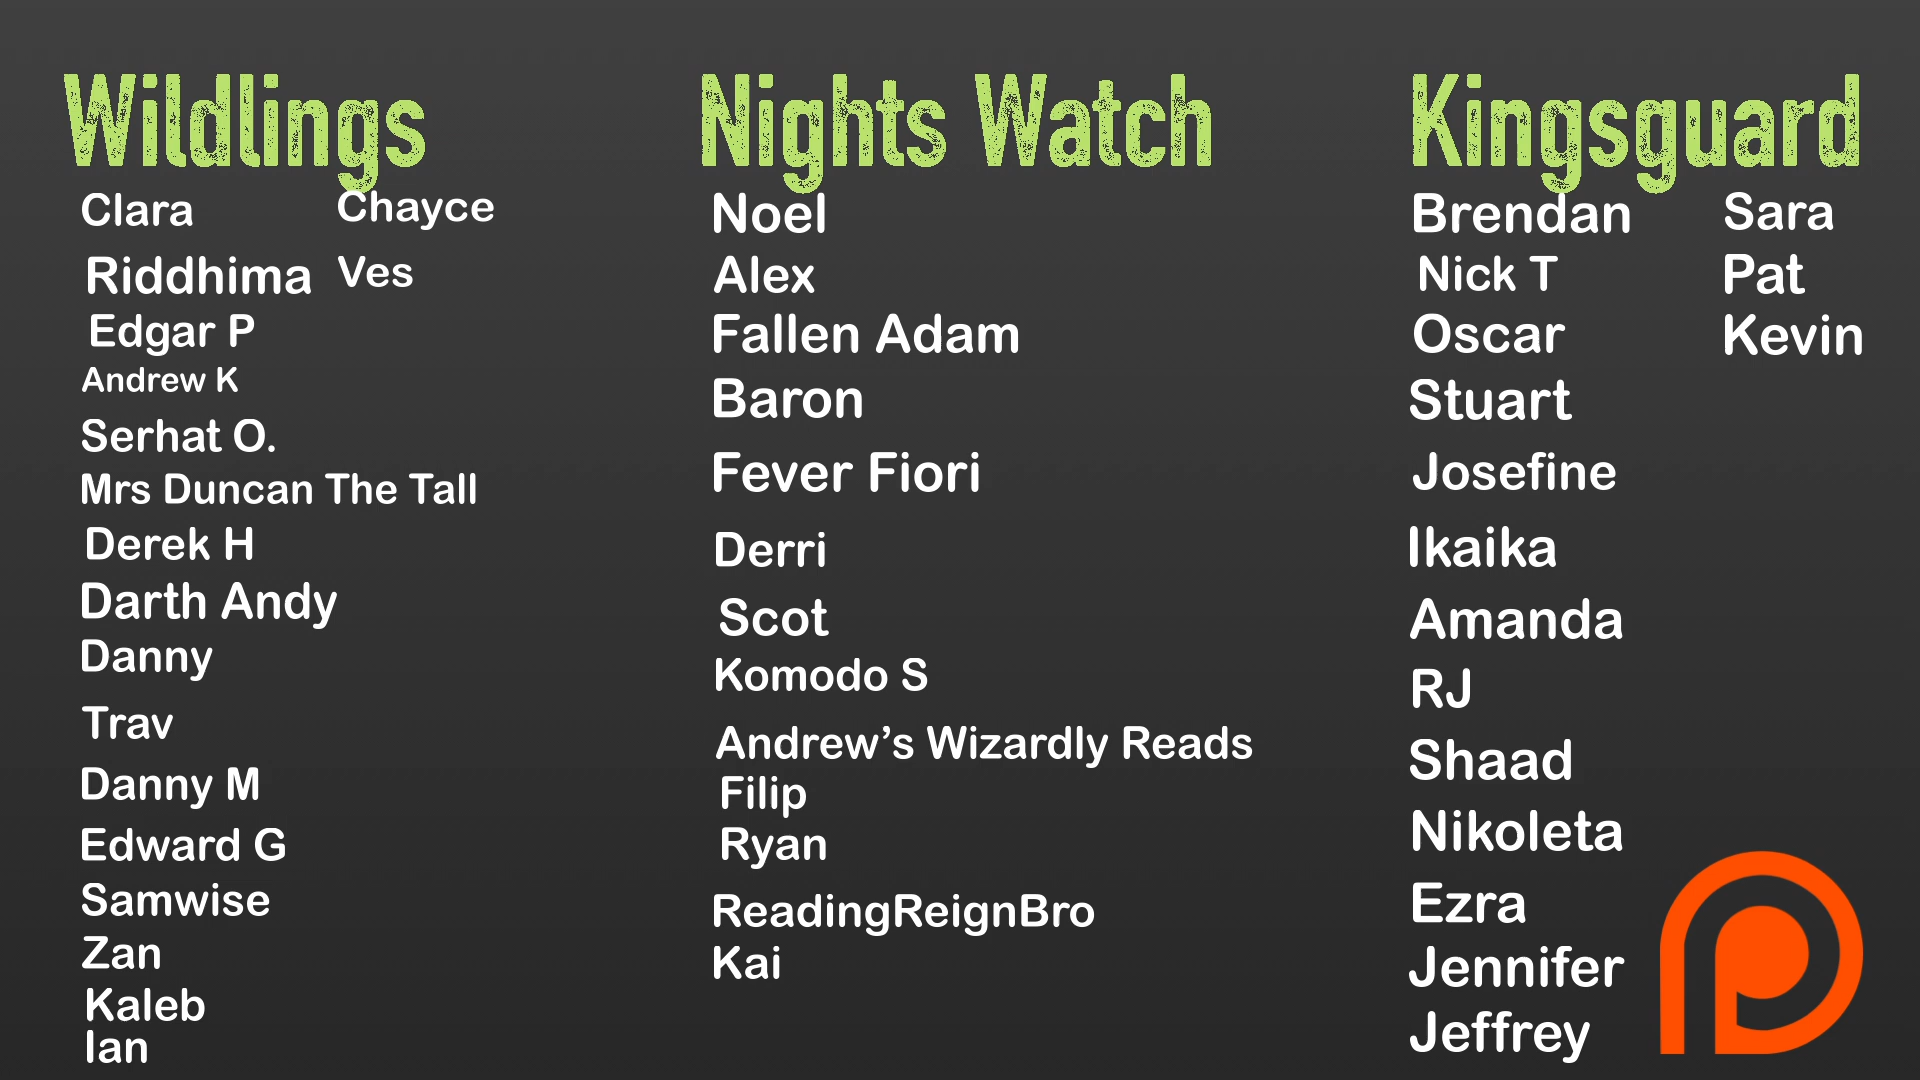 Wildlings
Clara
Riddhima
Edgar P
Andrew K
Serhat O.
Mrs Duncan The Tall
Derek H
Darth Andy
Danny
Trav
Danny M
Edward G
Samwise
Zan
Kaleb
Ian
Chayce
Ves
Nights Watch
Noel
Alex
Fallen Adam
Baron
Fever Fiori
Derri
Scot
Komodo S
Andrew’s Wizardly Reads
Filip
Ryan
ReadingReignBro
Kai
Kingsguard
Brendan
Nick T
Oscar
Stuart
Josefine
Ikaika
Amanda
RJ
Shaad
Nikoleta
Ezra
Jennifer
Jeffrey
Sara
Pat
Kevin